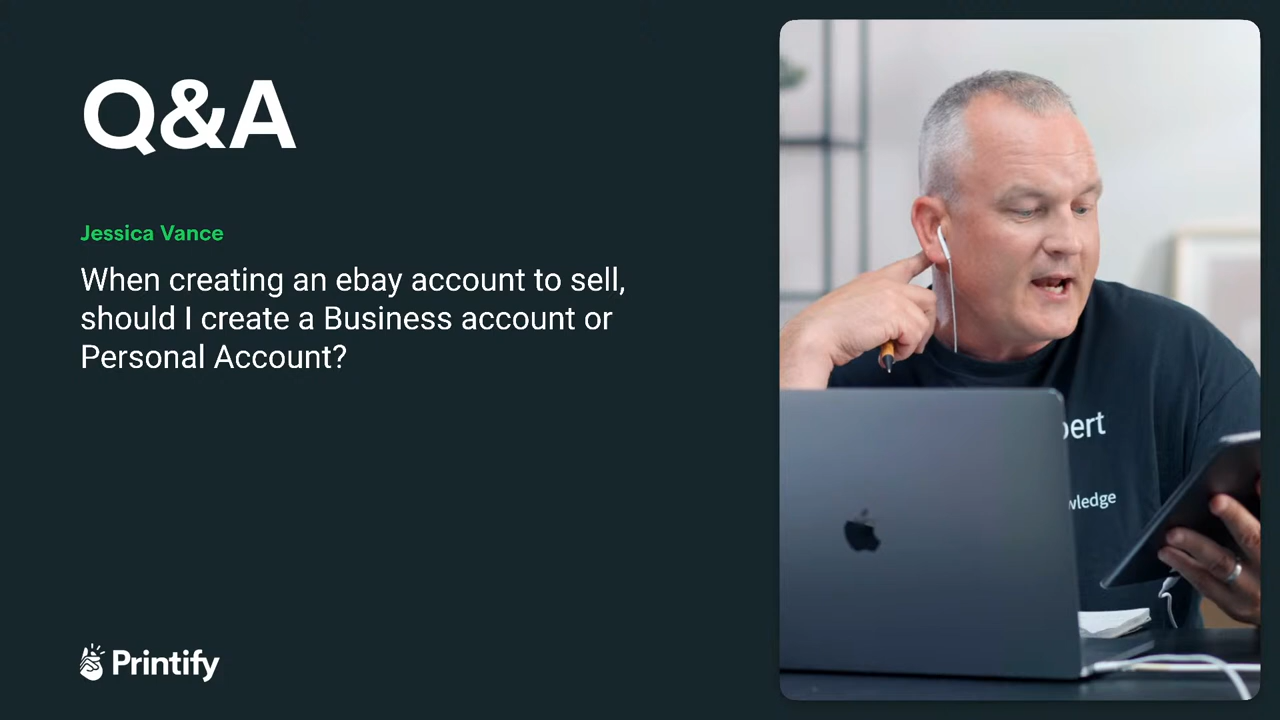 Q&A
Jessica Vance
When creating an ebay account to sell,
should I create a Business account or
Personal Account?
Printify